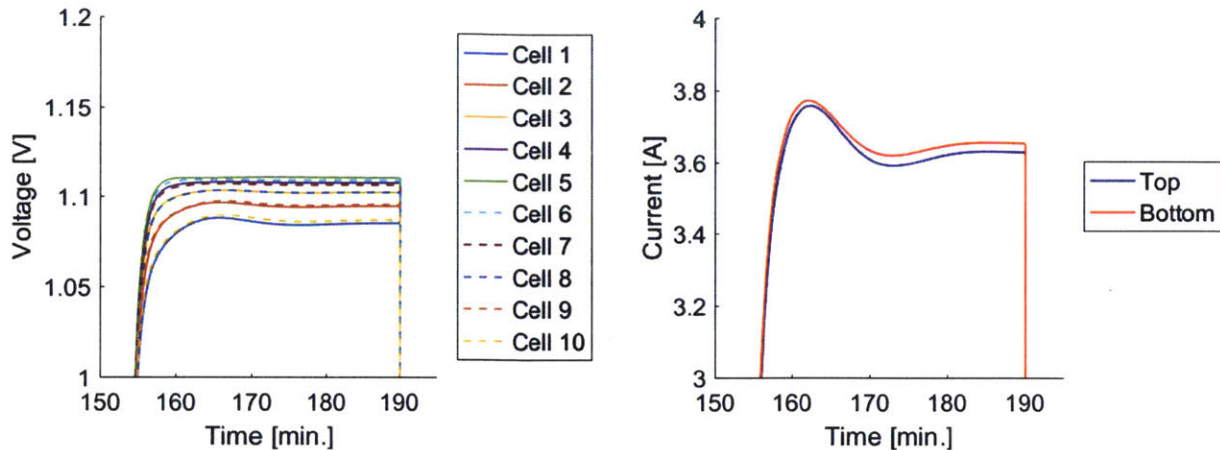 1.2
1.15
1.1
1.05
1
Voltage [V]
150 160 170 180 190
Time [min.]
Cell 1
Cell 2
Cell 3
Cell 4
Cell 5
Cell 6
Cell 7
Cell 8
Cell 9
Cell 10
4
3.8
3.6
3.4
3.2
3
Current [A]
150 160 170 180 190
Time [min.]
Top
Bottom